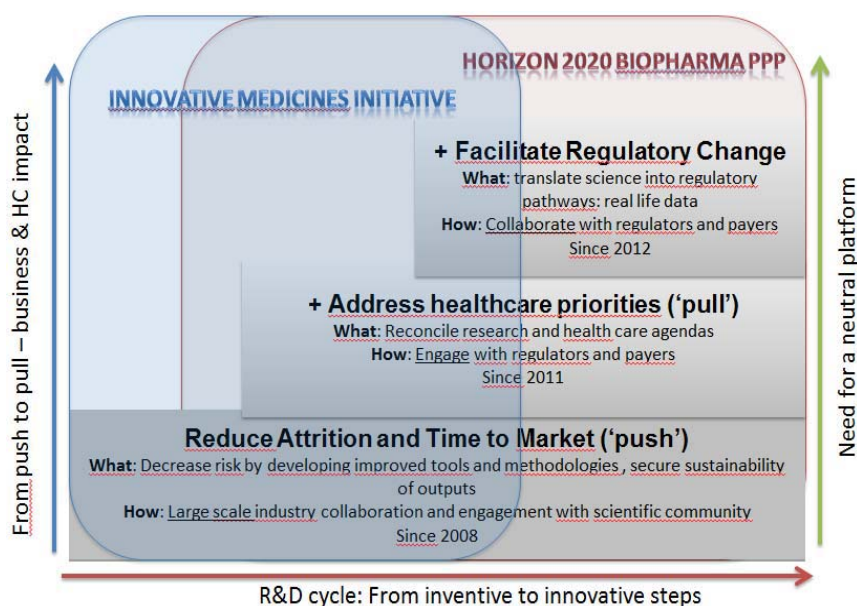 HORIZON 2020 BIOPHARMA PPP
INNOVATIVE MEDICINES INITIATIVE
+ Facilitate Regulatory Change
What: translate science into regulatory
pathways: real life data
How: Collaborate with regulators and payers
Since 2012
+ Address healthcare priorities (‘pull’)
What: Reconcile research and health care agendas
How: Engage with regulators and payers
Since 2011
Reduce Attrition and Time to Market (‘push’)
What: Decrease risk by developing improved tools and methodologies , secure sustainability
of outputs
How: Large scale industry collaboration and engagement with scientific community
Since 2008
From push to pull – business & HC impact
Need for a neutral platform
R&D cycle: From inventive to innovative steps